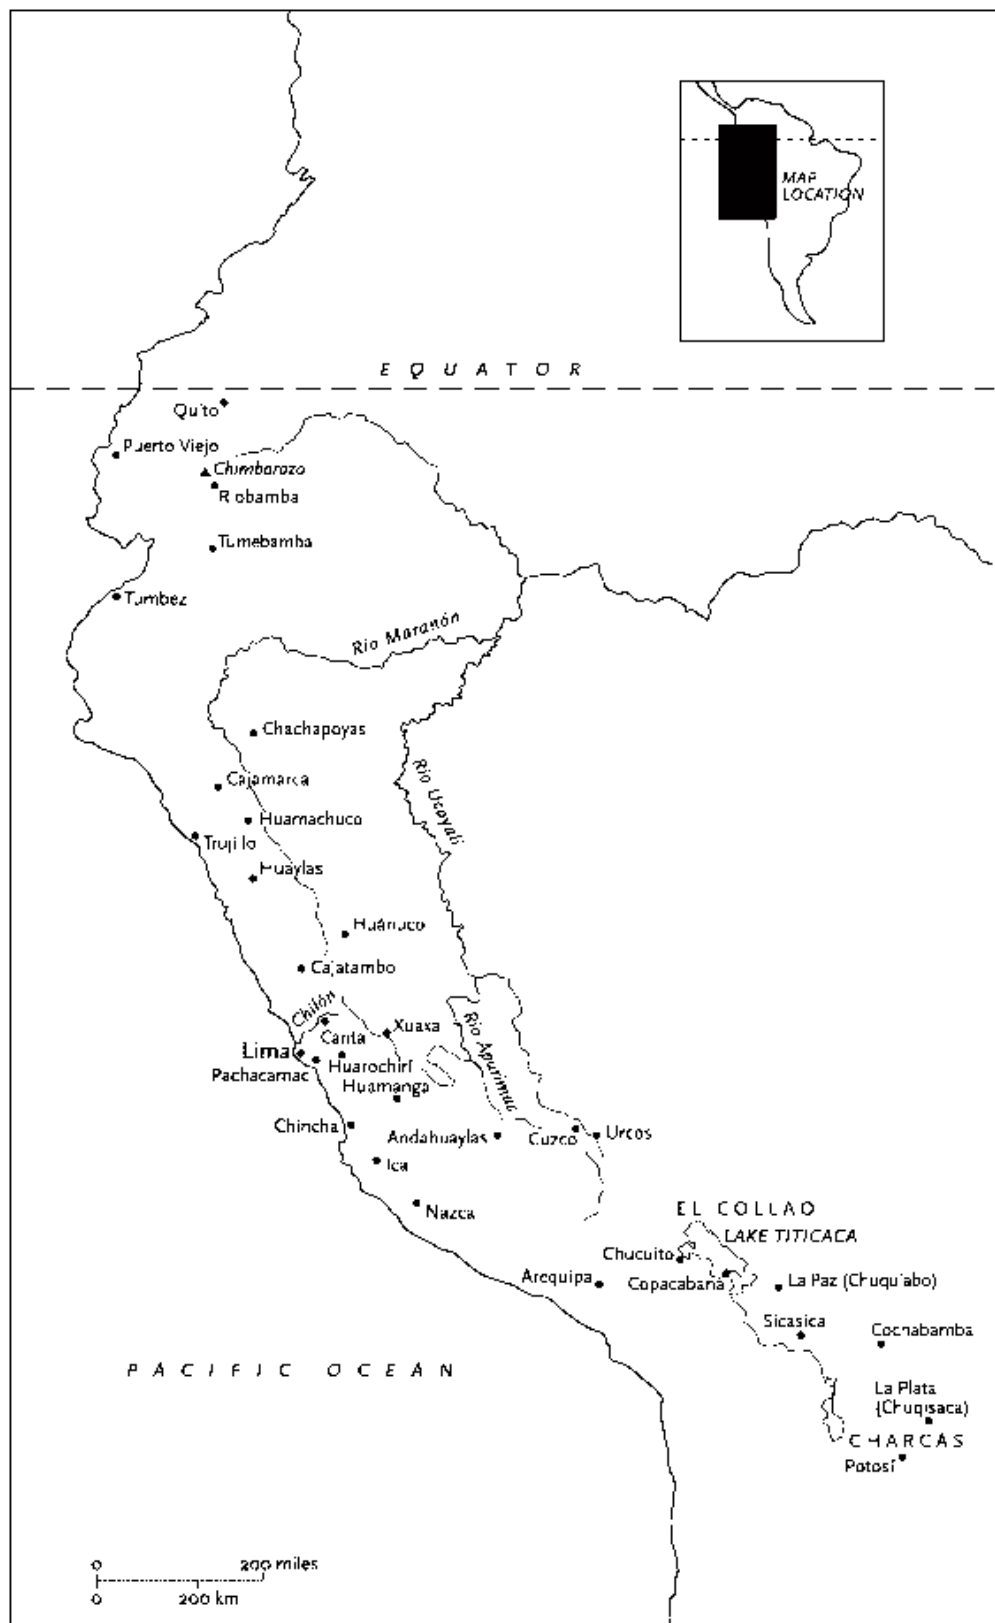 MAP
LOCATION
EQUATOR
Quito
Puerto Viejo
Chimborazo
Riobamba
Tumebamba
Tumbez
Río Marañón
Chachapoyas
Cajamarca
Río Ucayali
Huamachuco
Trujillo
Huaylas
Huánuco
Cajatambo
Chilón
Xuaxa
Río Apurímac
Canta
Lima
Huarochirí
Pachacamac
Huamanga
Chincha
Andahuaylas
Cuzco
Urcos
Ica
Nazca
EL COLLAO
LAKE TITICACA
Chucuito
Arequipa
Copacabana
La Paz (Chuquiabo)
Sicasica
Cochabamba
PACIFIC OCEAN
La Plata
(Chuqisaca)
CHARCAS
Potosí
0 200 miles
0 200 km